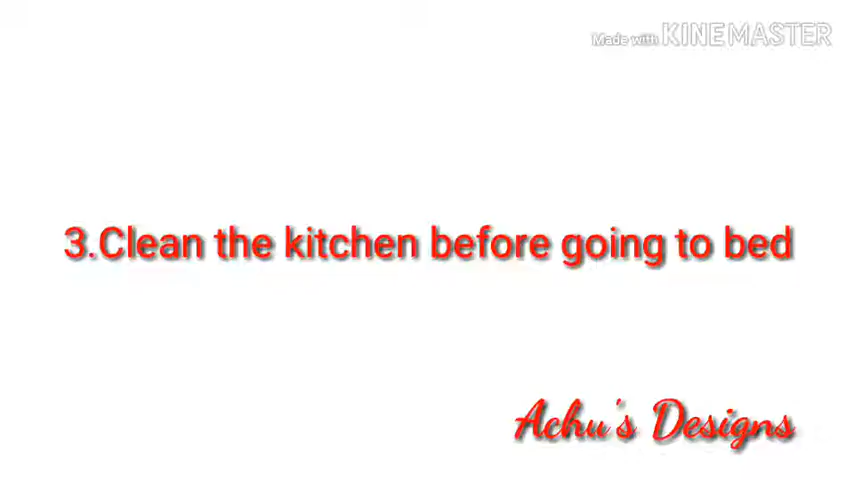 Made with KINEMASTER
3.Clean the kitchen before going to bed
Achu's Designs